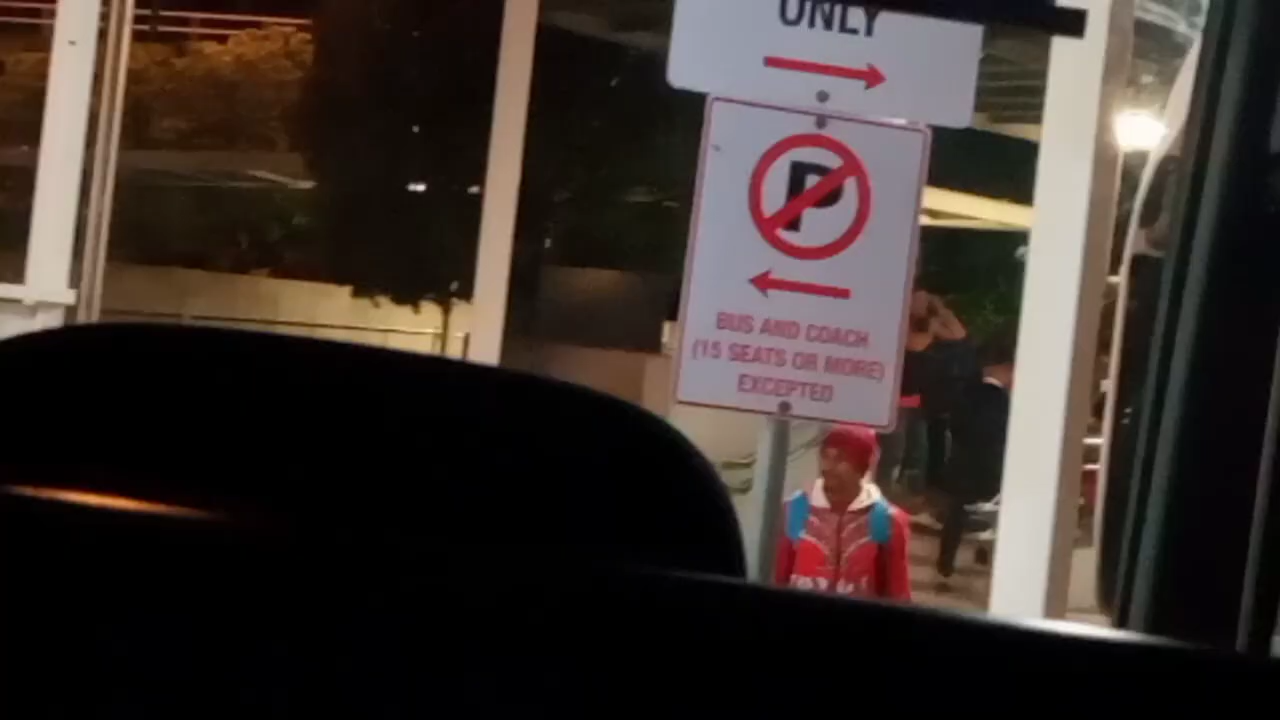 ONLY
P
BUS AND COACH
(15 SEATS OR MORE)
EXCEPTED